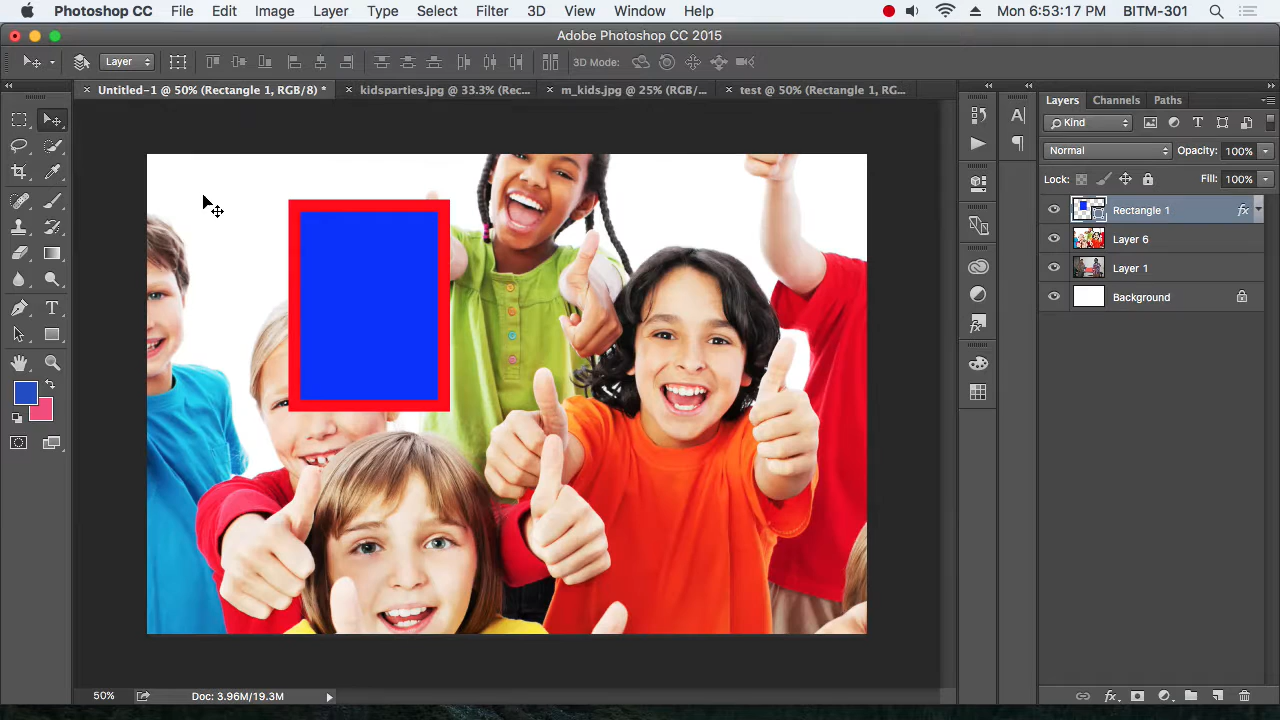 Photoshop CC File Edit Image Layer Type Select Filter 3D View Window Help Mon 6:53:17 PM BITM-301
Adobe Photoshop CC 2015
Layer 3D Mode:
Untitled-1 @ 50% (Rectangle 1, RGB/8) * kidsparties.jpg @ 33.3% (Rec... m_kids.jpg @ 25% (RGB/... test @ 50% (Rectangle 1, RG...
Layers Channels Paths
Kind
Normal Opacity: 100%
Lock: Fill: 100%
Rectangle 1 fx
Layer 6
Layer 1
Background
50% Doc: 3.96M/19.3M